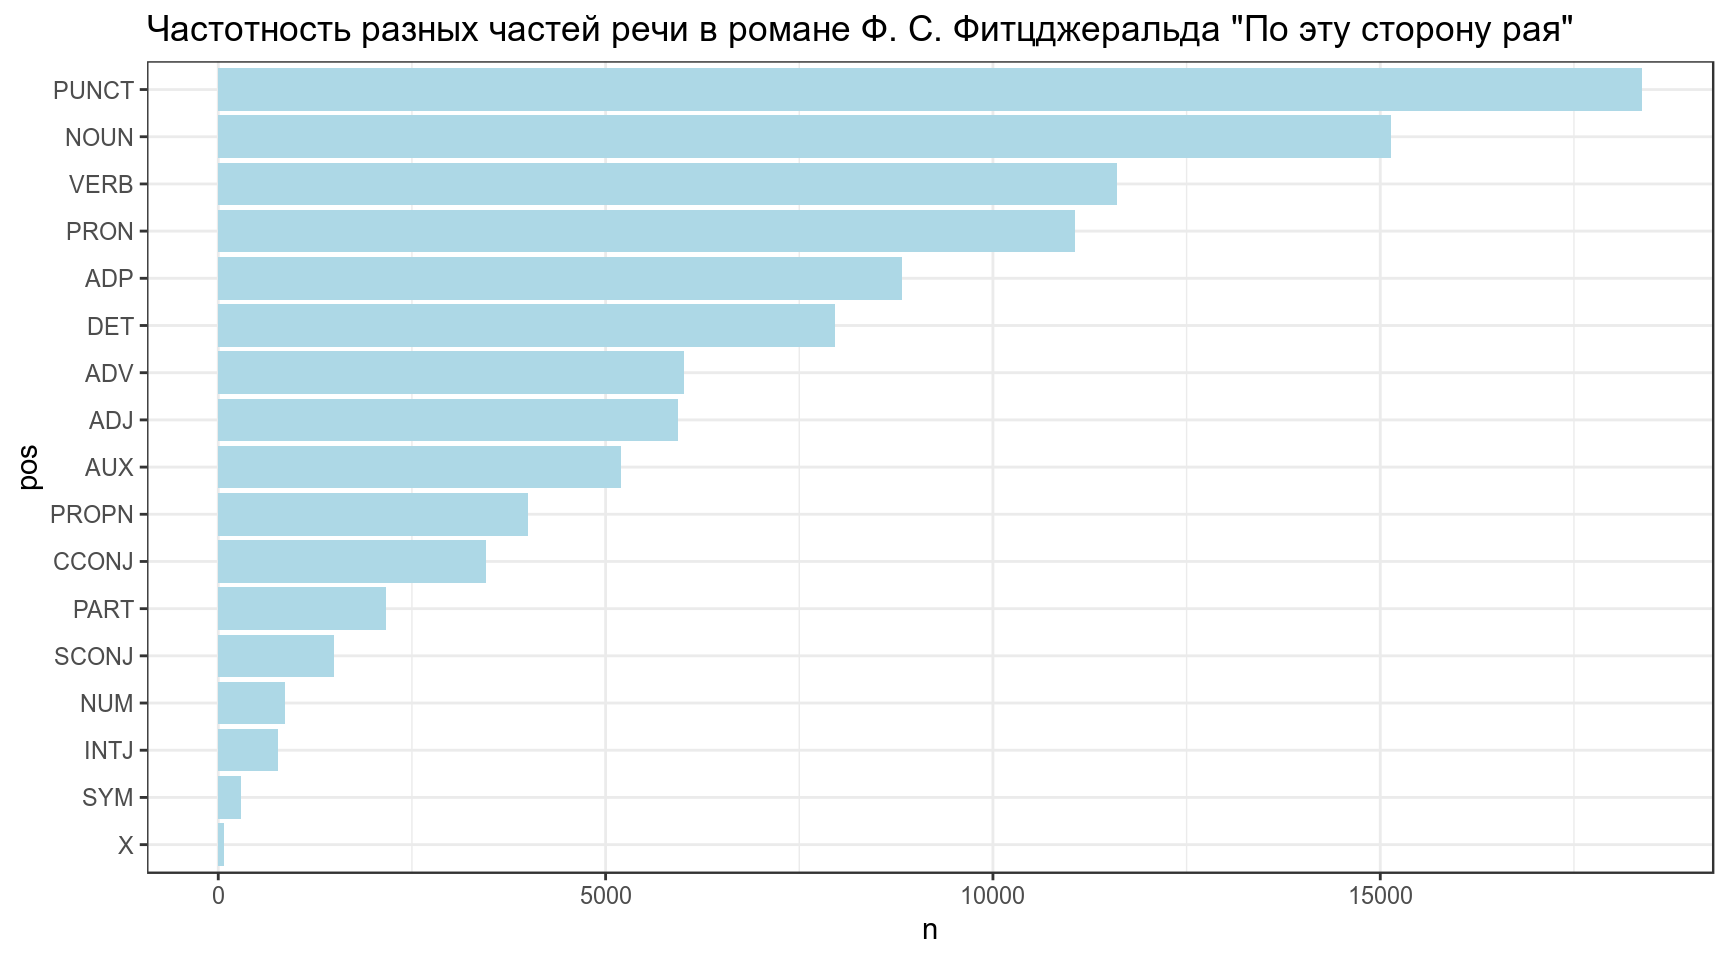 Частотность разных частей речи в романе Ф. С. Фитцджеральда "По эту сторону рая"
PUNCT
NOUN
VERB
PRON
ADP
DET
ADV
ADJ
AUX
PROPN
CCONJ
PART
SCONJ
NUM
INTJ
SYM
X
pos
0 5000 10000 15000
n